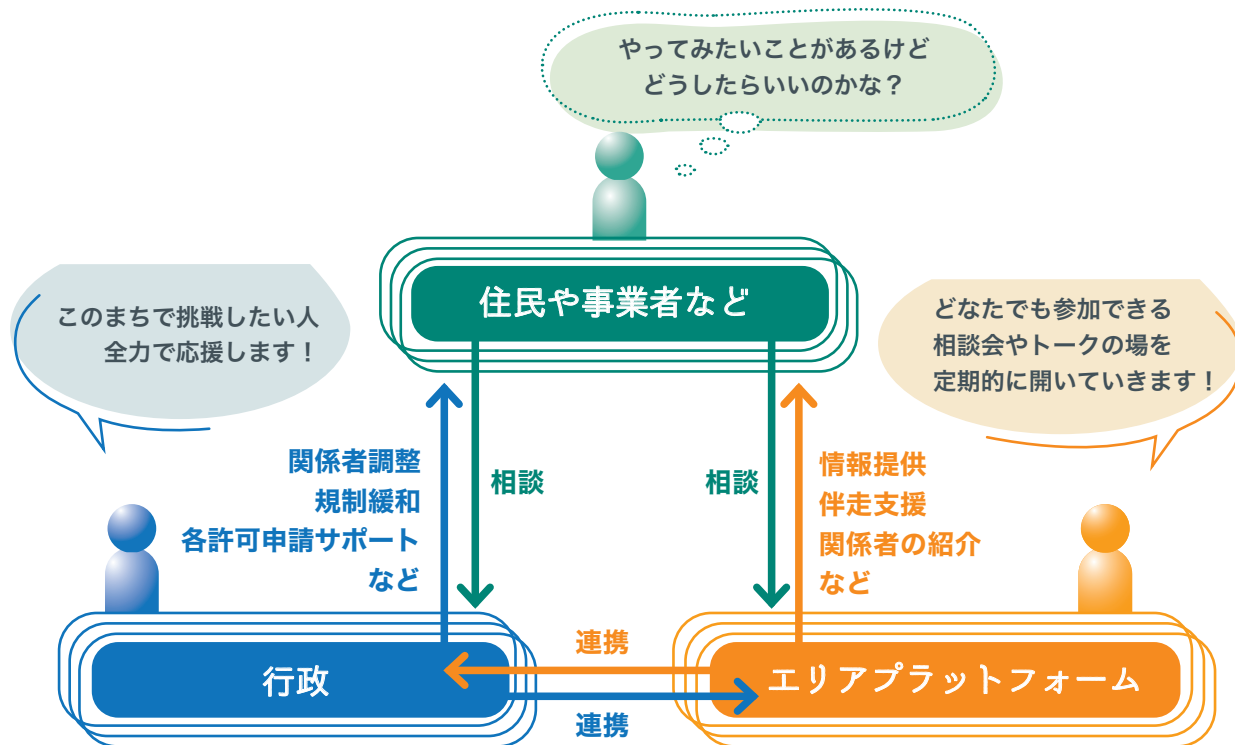 やってみたいことがあるけど
どうしたらいいのかな？
住民や事業者など
このまちで挑戦したい人
全力で応援します！
どなたでも参加できる
相談会やトークの場を
定期的に開いていきます！
関係者調整
規制緩和
各許可申請サポート
など
相談
相談
情報提供
伴走支援
関係者の紹介
など
連携
行政
エリアプラットフォーム
連携